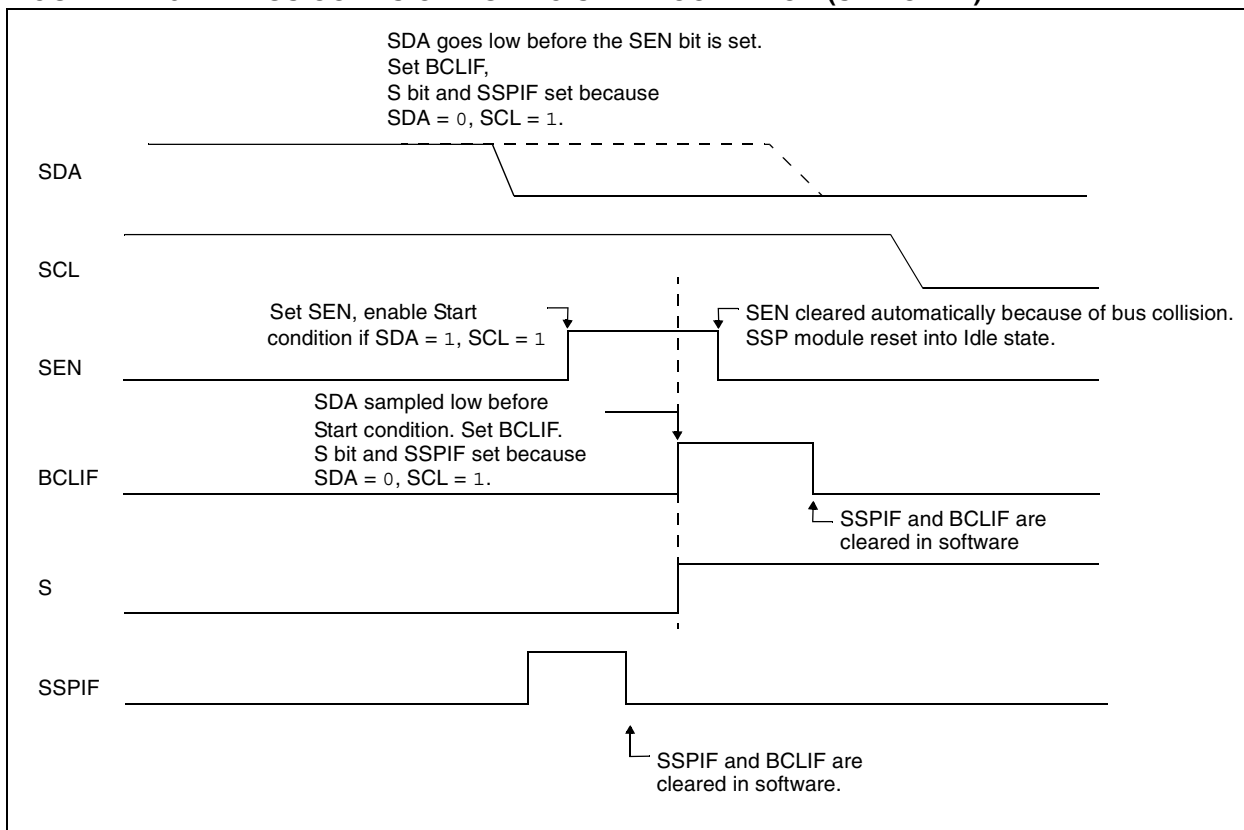 SDA goes low before the SEN bit is set.
Set BCLIF,
S bit and SSPIF set because
SDA = 0, SCL = 1.
SDA
SCL
Set SEN, enable Start
condition if SDA = 1, SCL = 1
SEN cleared automatically because of bus collision.
SSP module reset into Idle state.
SEN
SDA sampled low before
Start condition. Set BCLIF.
S bit and SSPIF set because
SDA = 0, SCL = 1.
BCLIF
SSPIF and BCLIF are
cleared in software
S
SSPIF
SSPIF and BCLIF are
cleared in software.